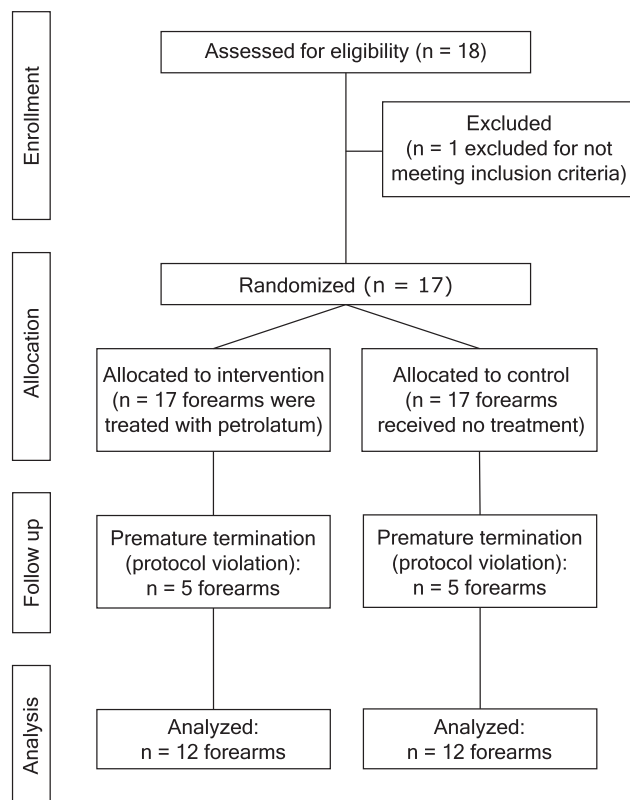 Enrollment
Assessed for eligibility (n = 18)
Excluded
(n = 1 excluded for not
meeting inclusion criteria)
Allocation
Randomized (n = 17)
Allocated to intervention
(n = 17 forearms were
treated with petrolatum)
Allocated to control
(n = 17 forearms
received no treatment)
Follow up
Premature termination
(protocol violation):
n = 5 forearms
Premature termination
(protocol violation):
n = 5 forearms
Analysis
Analyzed:
n = 12 forearms
Analyzed:
n = 12 forearms